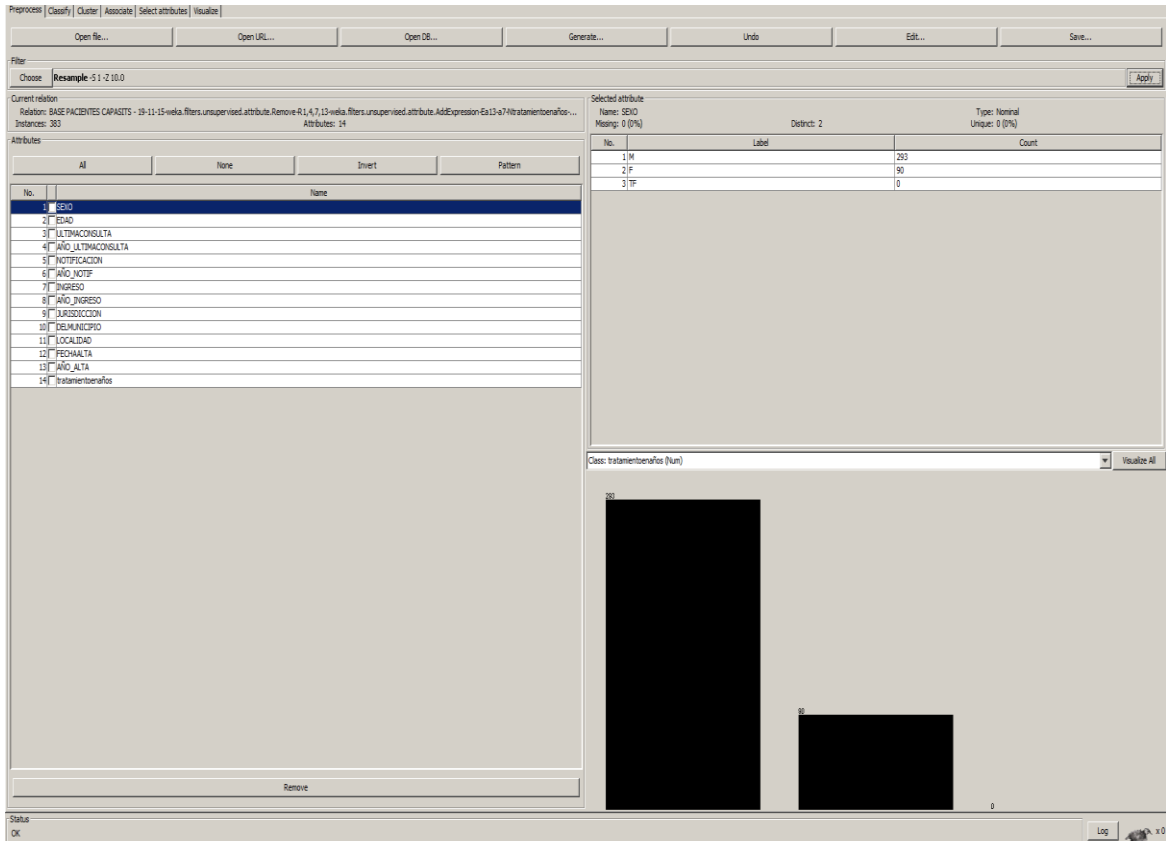 Preprocess Classify Cluster Associate Select attributes Visualize
Open file... Open URL... Open DB... Generate... Undo Edit... Save...
Filter
Choose Resample -S 1 -Z 10.0 Apply
Current relation
Relation: BASE PACIENTES CAPASITS - 19-11-15-weka.filters.unsupervised.attribute.Remove-R1,4,7,13-weka.filters.unsupervised.attribute.AddExpression-Ea13-a7-Ntratamientoenaños-...
Instances: 383 Attributes: 14
Attributes
All None Invert Pattern
No. Name
1 SEXO
2 EDAD
3 ULTIMACONSULTA
4 AÑO_ULTIMACONSULTA
5 NOTIFICACION
6 AÑO_NOTIF
7 INGRESO
8 AÑO_INGRESO
9 JURISDICCION
10 DELMUNICIPIO
11 LOCALIDAD
12 FECHAALTA
13 AÑO_ALTA
14 tratamientoenaños
Remove
Selected attribute
Name: SEXO Type: Nominal
Missing: 0 (0%) Distinct: 2 Unique: 0 (0%)
No. Label Count
1 M 293
2 F 90
3 TF 0
Class: tratamientoenaños (Num) Visualize All
293
90
0
Status
OK Log x 0